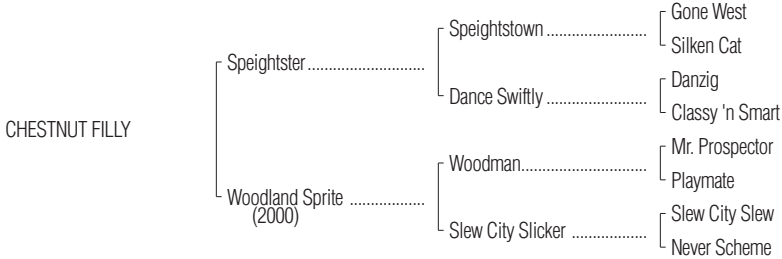 Gone West
Speightstown ........................
Silken Cat
Speightster ............................
Danzig
Dance Swiftly ........................
Classy 'n Smart
CHESTNUT FILLY
Mr. Prospector
Woodman..............................
Playmate
Woodland Sprite ..................
(2000)
Slew City Slew
Slew City Slicker ..................
Never Scheme